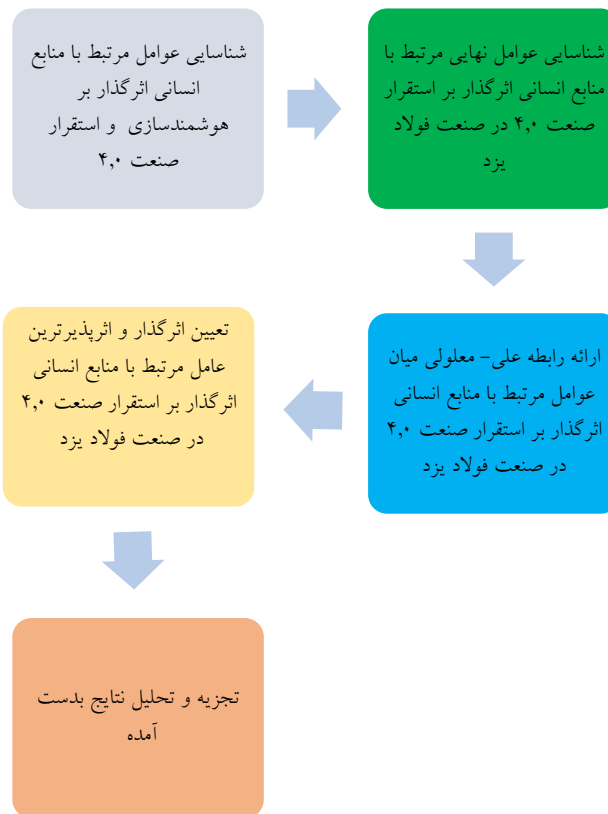 شناسایی عوامل مرتبط با منابع
انسانی اثرگذار بر
هوشمندسازی و استقرار
صنعت ۴,۰
شناسایی عوامل نهایی مرتبط با
منابع انسانی اثرگذار بر استقرار
صنعت ۴,۰ در صنعت فولاد
یزد
ارائه رابطه علی- معلولی میان
عوامل مرتبط با منابع انسانی
اثرگذار بر استقرار صنعت ۴,۰
در صنعت فولاد یزد
تعیین اثرگذار و اثرپذیرترین
عامل مرتبط با منابع انسانی
اثرگذار بر استقرار صنعت ۴,۰
در صنعت فولاد یزد
تجزیه و تحلیل نتایج بدست
آمده